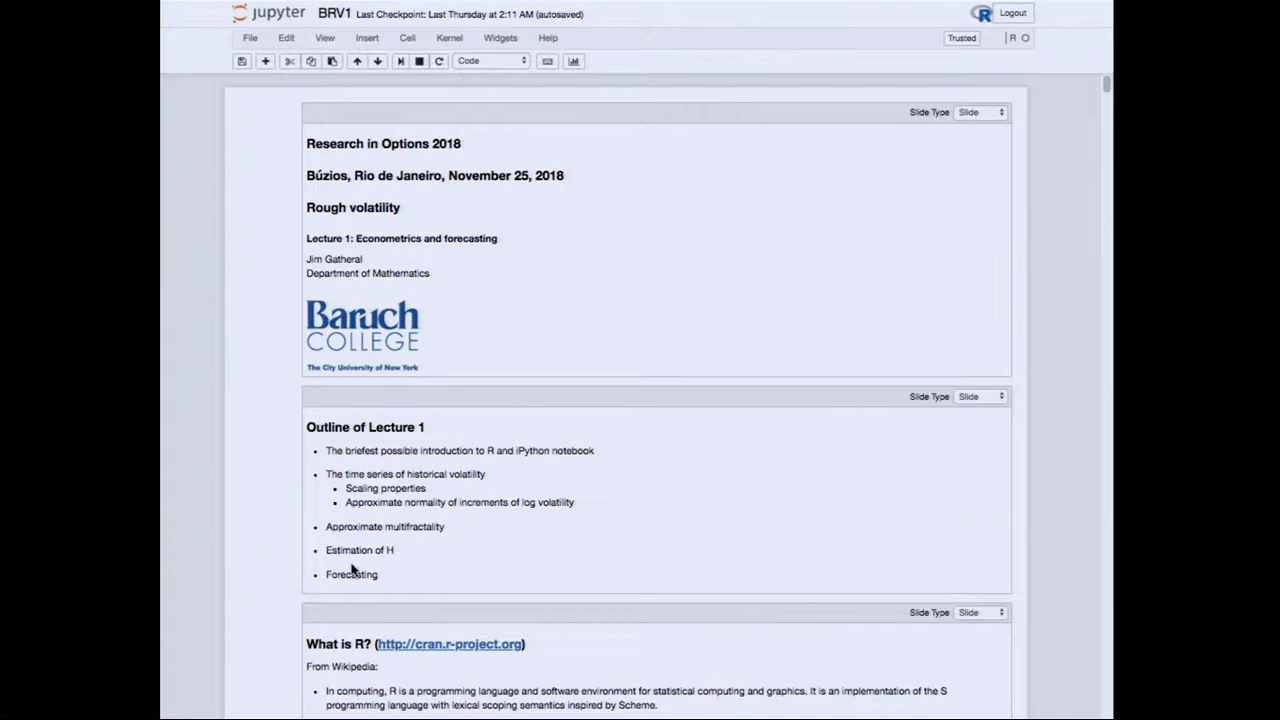 jupyter BRV1 Last Checkpoint: Last Thursday at 2:11 AM (autosaved) R Logout
File Edit View Insert Cell Kernel Widgets Help Trusted R
Code
Slide Type Slide
Research in Options 2018
Búzios, Rio de Janeiro, November 25, 2018
Rough volatility
Lecture 1: Econometrics and forecasting
Jim Gatheral
Department of Mathematics
Baruch
COLLEGE
The City University of New York
Slide Type Slide
Outline of Lecture 1
• The briefest possible introduction to R and iPython notebook
• The time series of historical volatility
• Scaling properties
• Approximate normality of increments of log volatility
• Approximate multifractality
• Estimation of H
• Forecasting
Slide Type Slide
What is R? (http://cran.r-project.org)
From Wikipedia:
• In computing, R is a programming language and software environment for statistical computing and graphics. It is an implementation of the S
programming language with lexical scoping semantics inspired by Scheme.